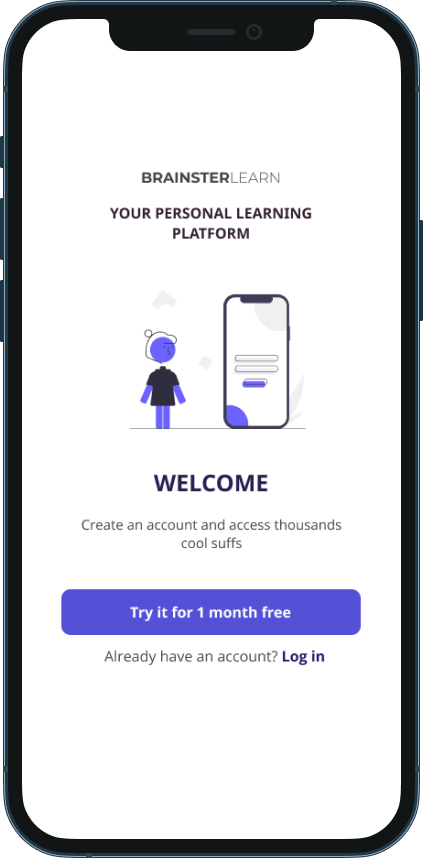 BRAINSTERLEARN
YOUR PERSONAL LEARNING
PLATFORM
WELCOME
Create an account and access thousands
cool suffs
Try it for 1 month free
Already have an account? Log in